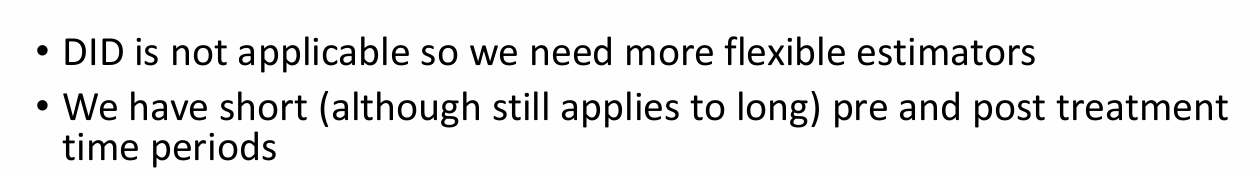 • DID is not applicable so we need more flexible estimators
• We have short (although still applies to long) pre and post treatment
time periods